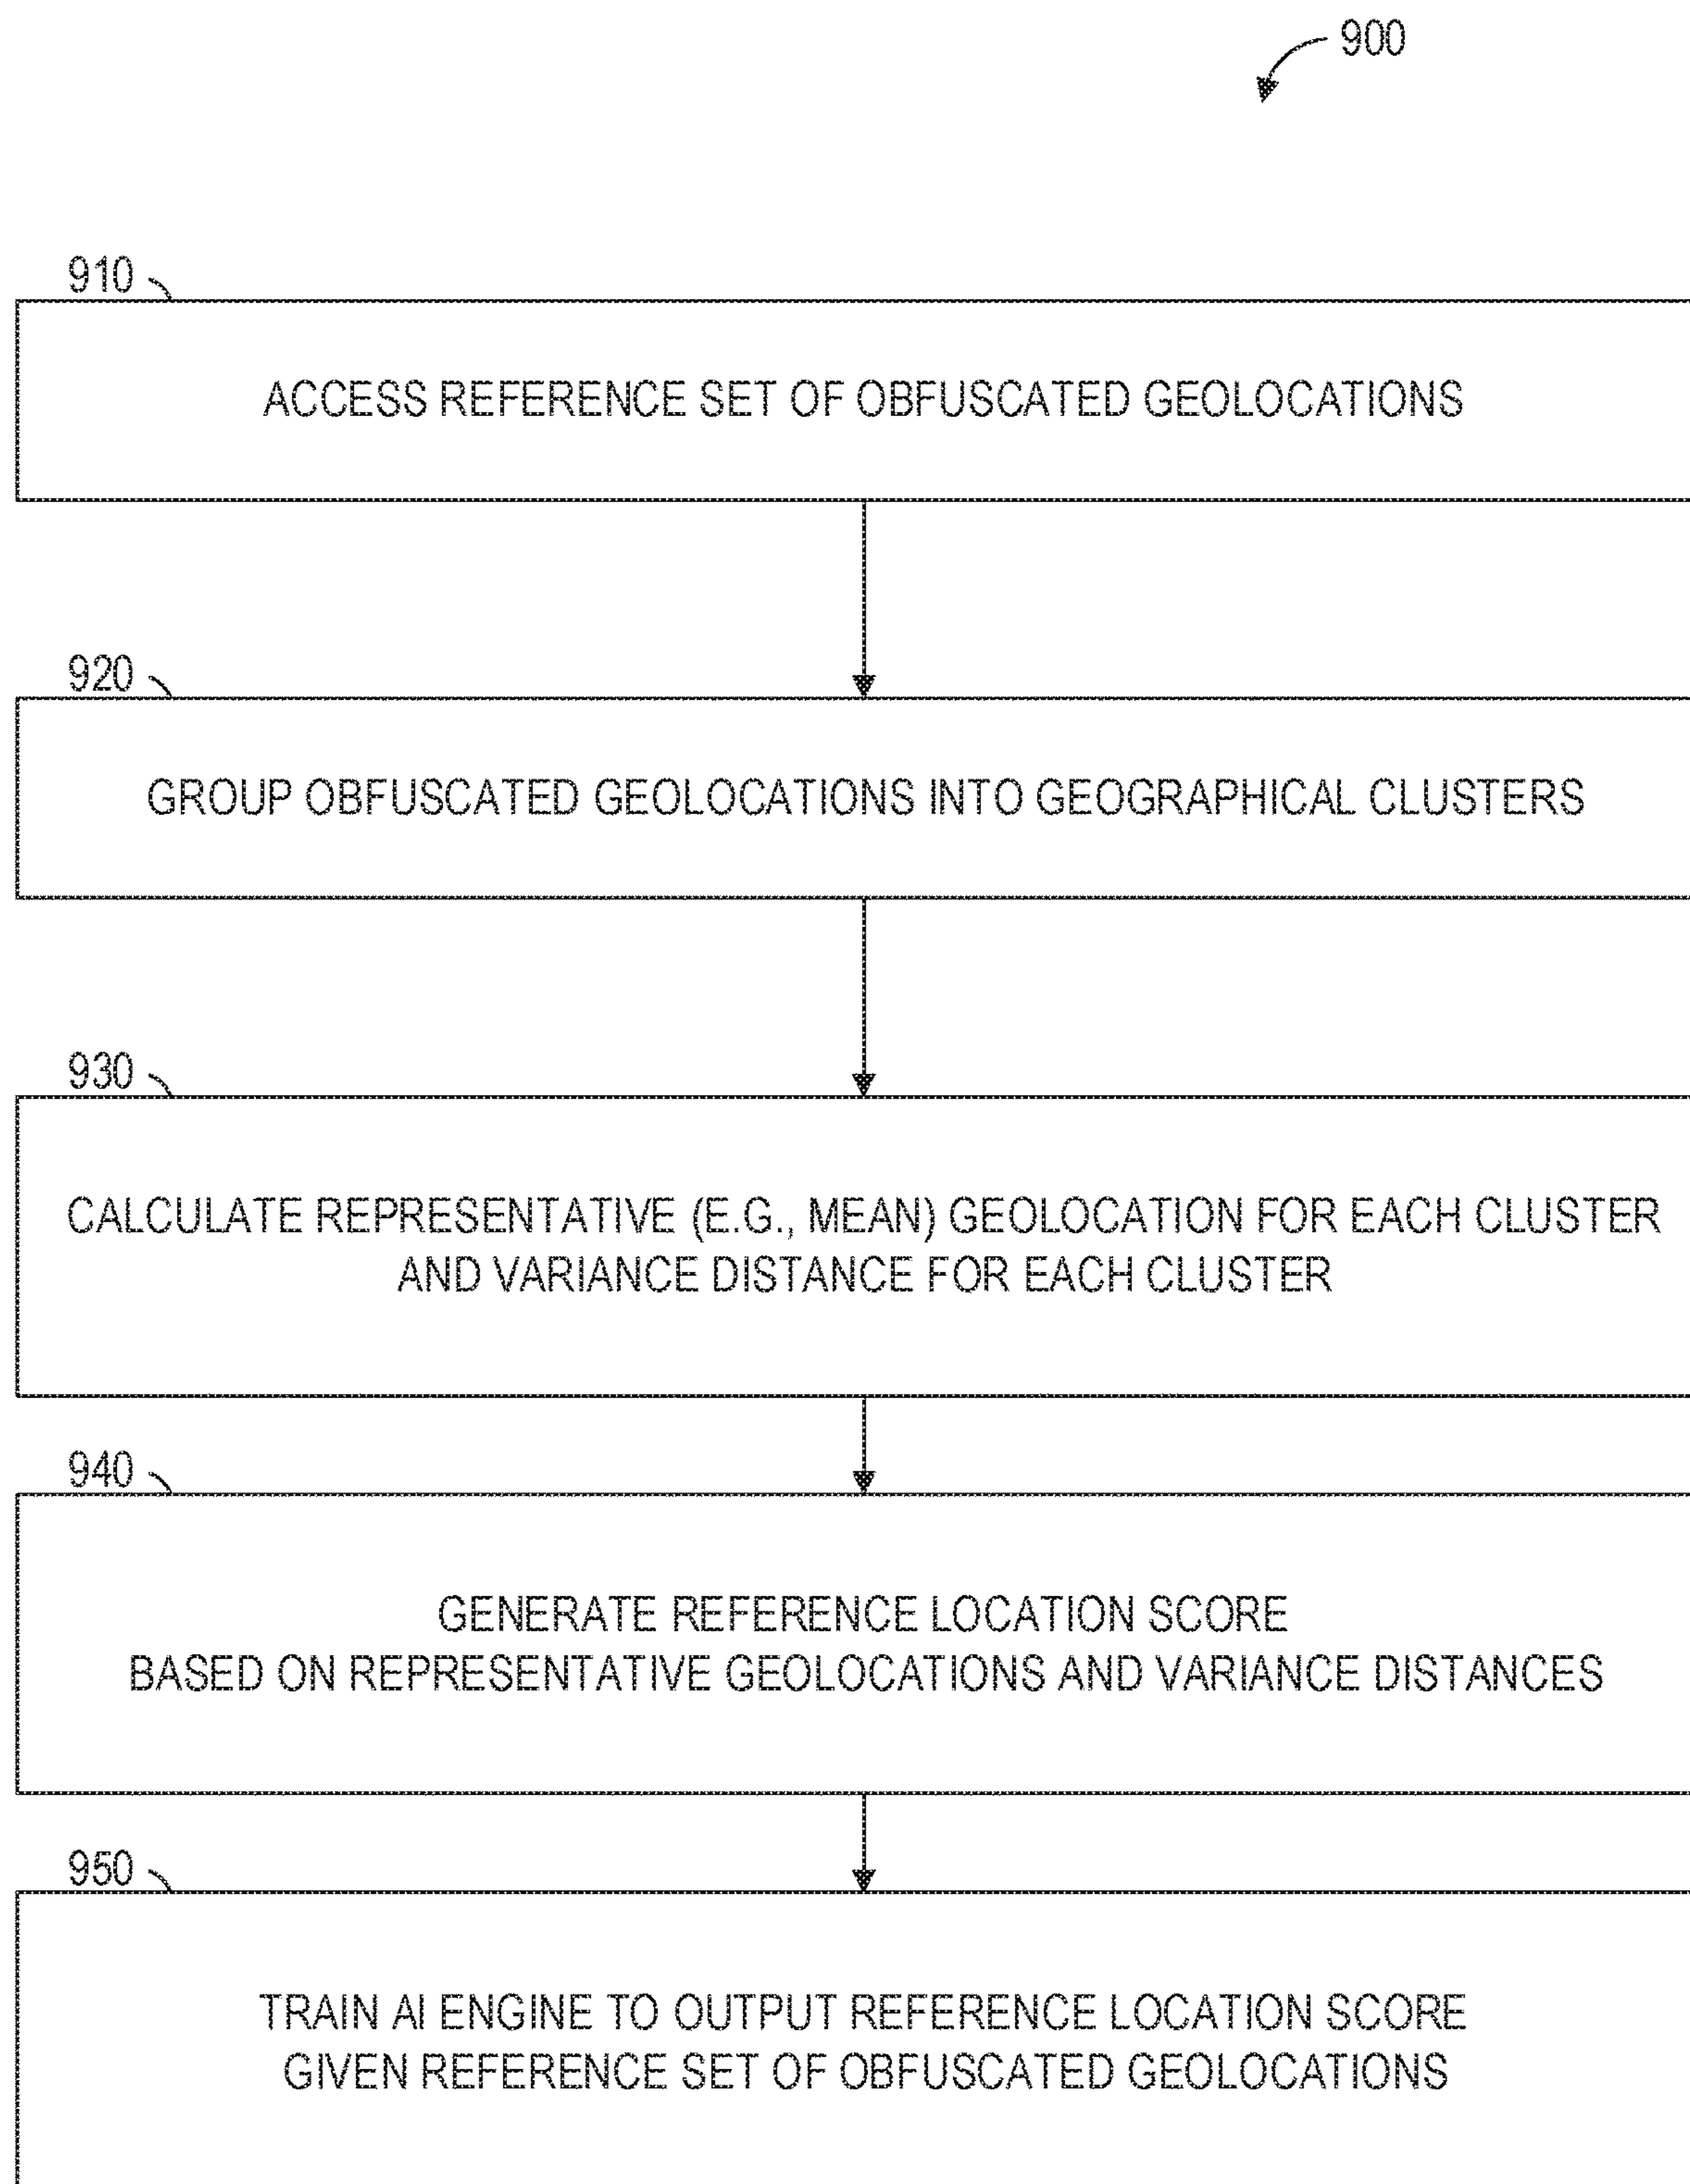 900
910
ACCESS REFERENCE SET OF OBFUSCATED GEOLOCATIONS
920
GROUP OBFUSCATED GEOLOCATIONS INTO GEOGRAPHICAL CLUSTERS
930
CALCULATE REPRESENTATIVE (E.G., MEAN) GEOLOCATION FOR EACH CLUSTER
AND VARIANCE DISTANCE FOR EACH CLUSTER
940
GENERATE REFERENCE LOCATION SCORE
BASED ON REPRESENTATIVE GEOLOCATIONS AND VARIANCE DISTANCES
950
TRAIN AI ENGINE TO OUTPUT REFERENCE LOCATION SCORE
GIVEN REFERENCE SET OF OBFUSCATED GEOLOCATIONS